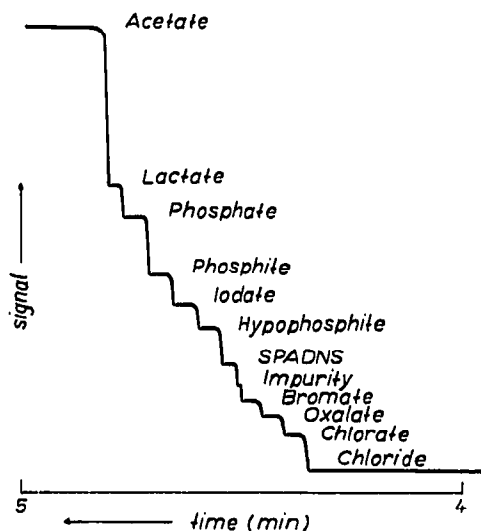 Acetate
Lactate
Phosphate
Phosphite
Iodate
Hypophosphite
SPADNS
Impurity
Bromate
Oxalate
Chlorate
Chloride
signal
5
4
time (min)